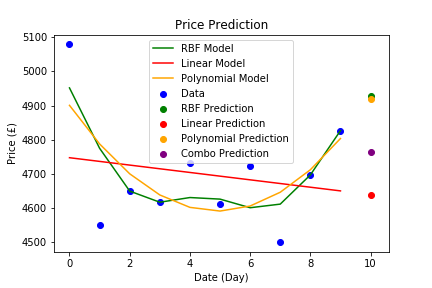 Price Prediction
5100
5000
4900
4800
4700
4600
4500
Price (£)
RBF Model
Linear Model
Polynomial Model
Data
RBF Prediction
Linear Prediction
Polynomial Prediction
Combo Prediction
0 2 4 6 8 10
Date (Day)